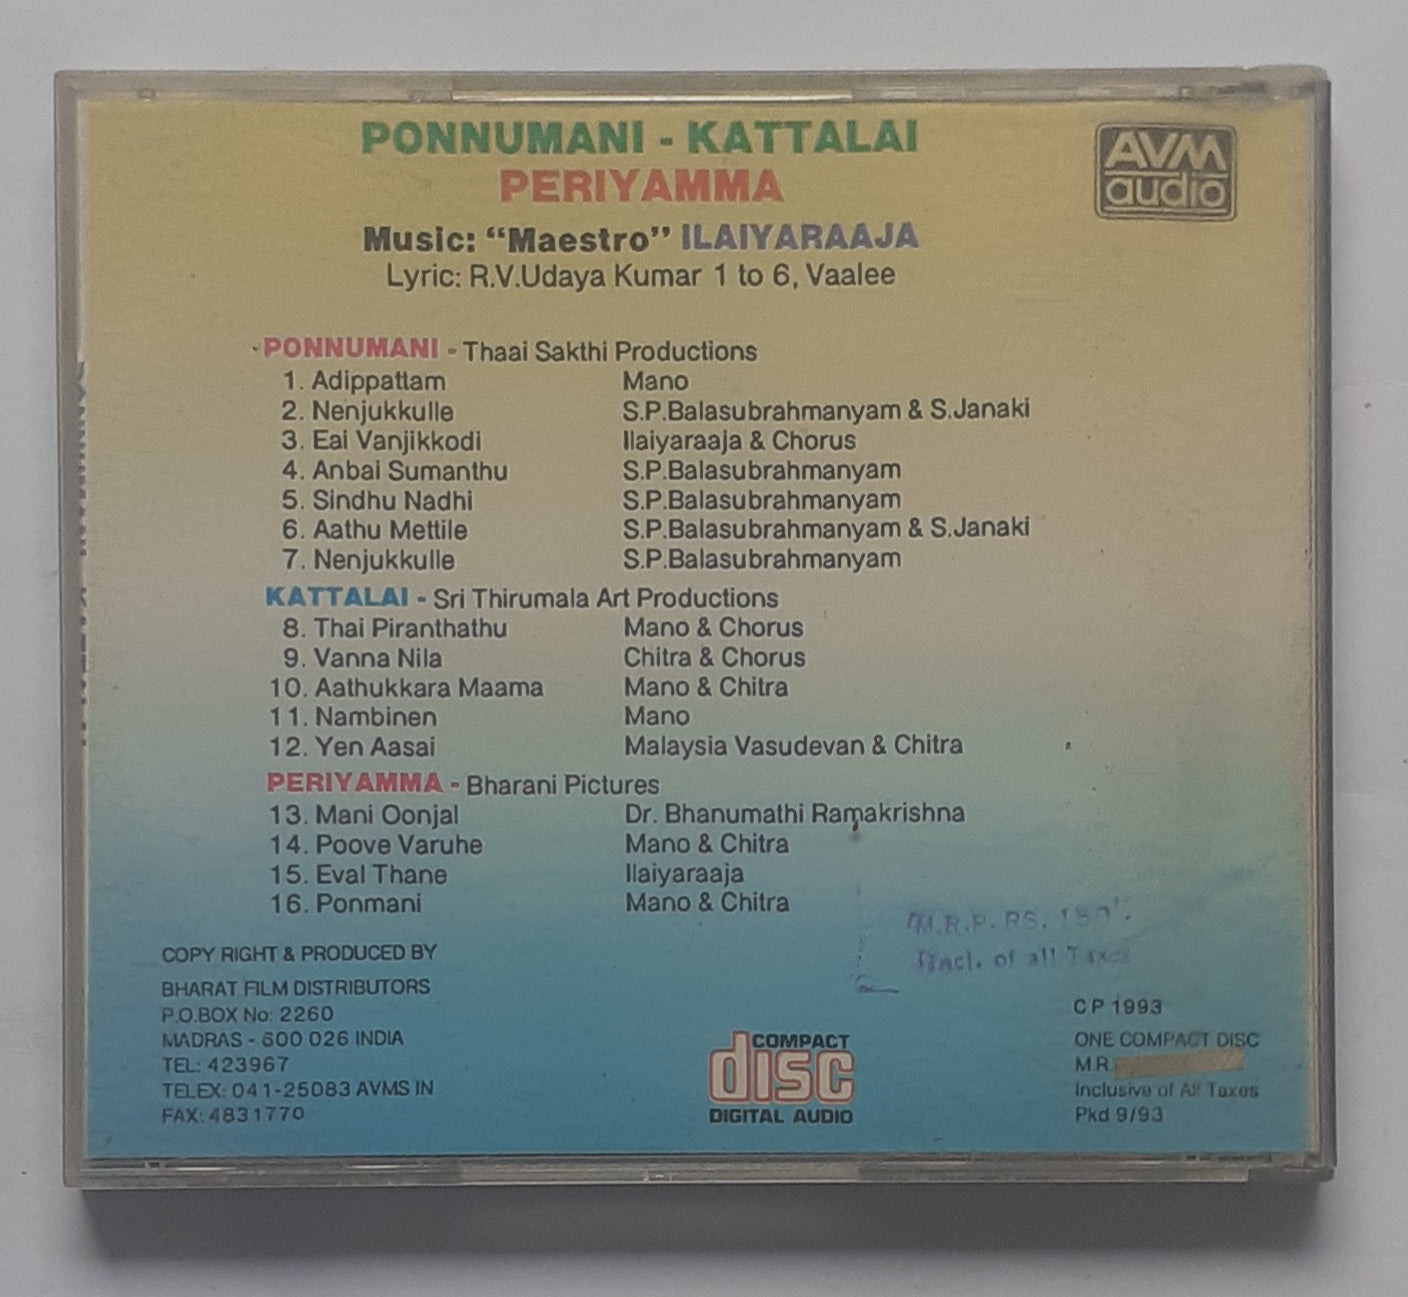 PONNUMANI - KATTALAI
PERIYAMMA
AVM
audio
Music: "Maestro" ILAIYARAAJA
Lyric: R.V.Udaya Kumar 1 to 6, Vaalee
PONNUMANI - Thaai Sakthi Productions
1. Adippattam Mano
2. Nenjukkulle S.P.Balasubrahmanyam & S.Janaki
3. Eai Vanjikkodi Ilaiyaraaja & Chorus
4. Anbai Sumanthu S.P.Balasubrahmanyam
5. Sindhu Nadhi S.P.Balasubrahmanyam
6. Aathu Mettile S.P.Balasubrahmanyam & S.Janaki
7. Nenjukkulle S.P.Balasubrahmanyam
KATTALAI - Sri Thirumala Art Productions
8. Thai Piranthathu Mano & Chorus
9. Vanna Nila Chitra & Chorus
10. Aathukkara Maama Mano & Chitra
11. Nambinen Mano
12. Yen Aasai Malaysia Vasudevan & Chitra
PERIYAMMA - Bharani Pictures
13. Mani Oonjal Dr. Bhanumathi Ramakrishna
14. Poove Varuhe Mano & Chitra
15. Eval Thane Ilaiyaraaja
16. Ponmani Mano & Chitra
M.R.P. RS. 150/.
Incl. of all Taxes
COPY RIGHT & PRODUCED BY
BHARAT FILM DISTRIBUTORS
P.O.BOX No: 2260
MADRAS - 600 026 INDIA
TEL: 423967
TELEX: 041-25083 AVMS IN
FAX: 4831770
COMPACT
disc
DIGITAL AUDIO
C P 1993
ONE COMPACT DISC
M.R
Inclusive of All Taxes
Pkd 9/93